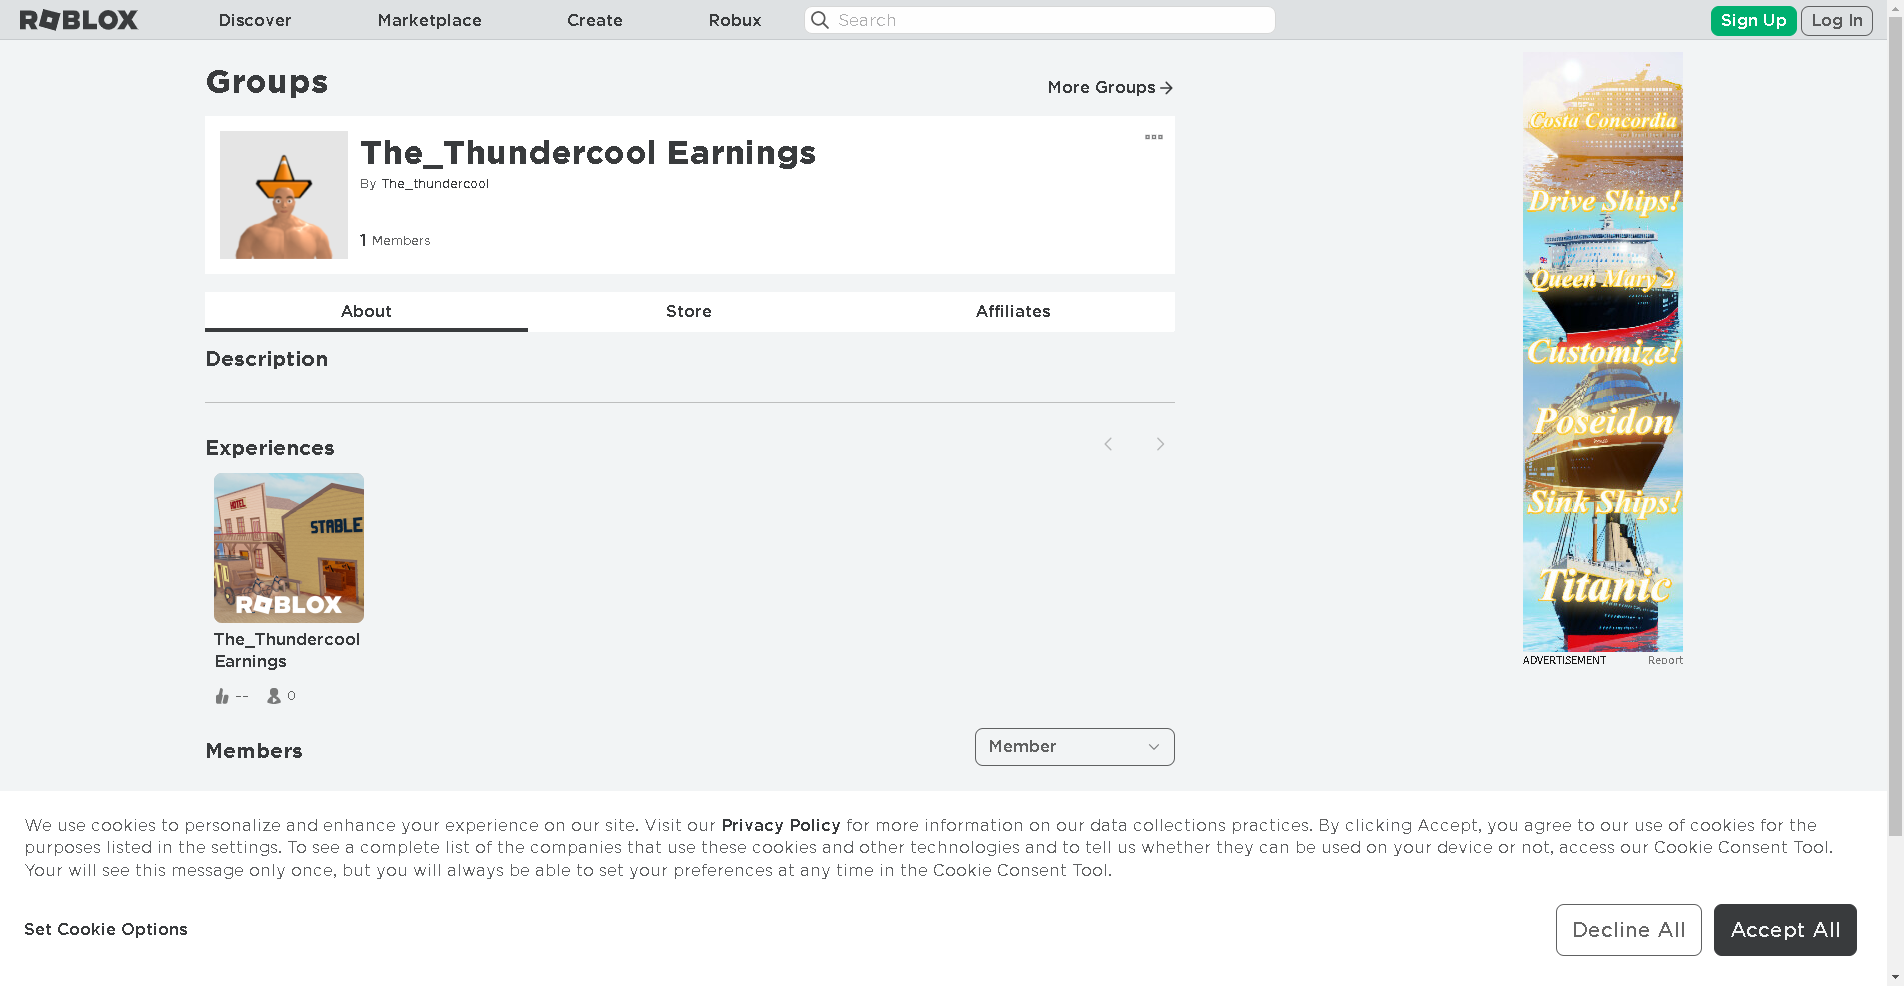 ROBLOX
Discover
Marketplace
Create
Robux
Search
Sign Up
Log In
Groups
More Groups
The_Thundercool Earnings
By The_thundercool
1 Members
About
Store
Affiliates
Description
Experiences
HOTEL
STABLE
ROBLOX
The_Thundercool
Earnings
--
0
Members
Member
Costa Concordia
Drive Ships!
Queen Mary 2
Customize!
Poseidon
Sink Ships!
Titanic
ADVERTISEMENT
Report
We use cookies to personalize and enhance your experience on our site. Visit our Privacy Policy for more information on our data collections practices. By clicking Accept, you agree to our use of cookies for the
purposes listed in the settings. To see a complete list of the companies that use these cookies and other technologies and to tell us whether they can be used on your device or not, access our Cookie Consent Tool.
Your will see this message only once, but you will always be able to set your preferences at any time in the Cookie Consent Tool.
Set Cookie Options
Decline All
Accept All